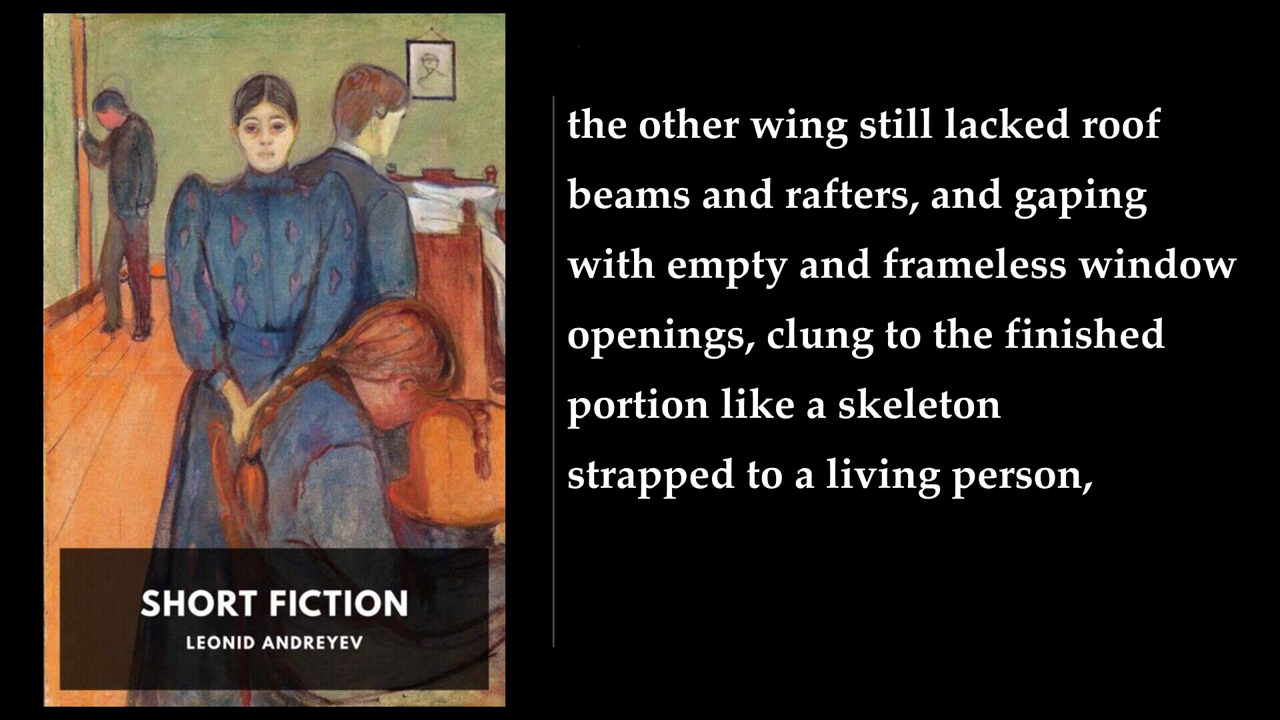 the other wing still lacked roof
beams and rafters, and gaping
with empty and frameless window
openings, clung to the finished
portion like a skeleton
strapped to a living person,
SHORT FICTION
LEONID ANDREYEV